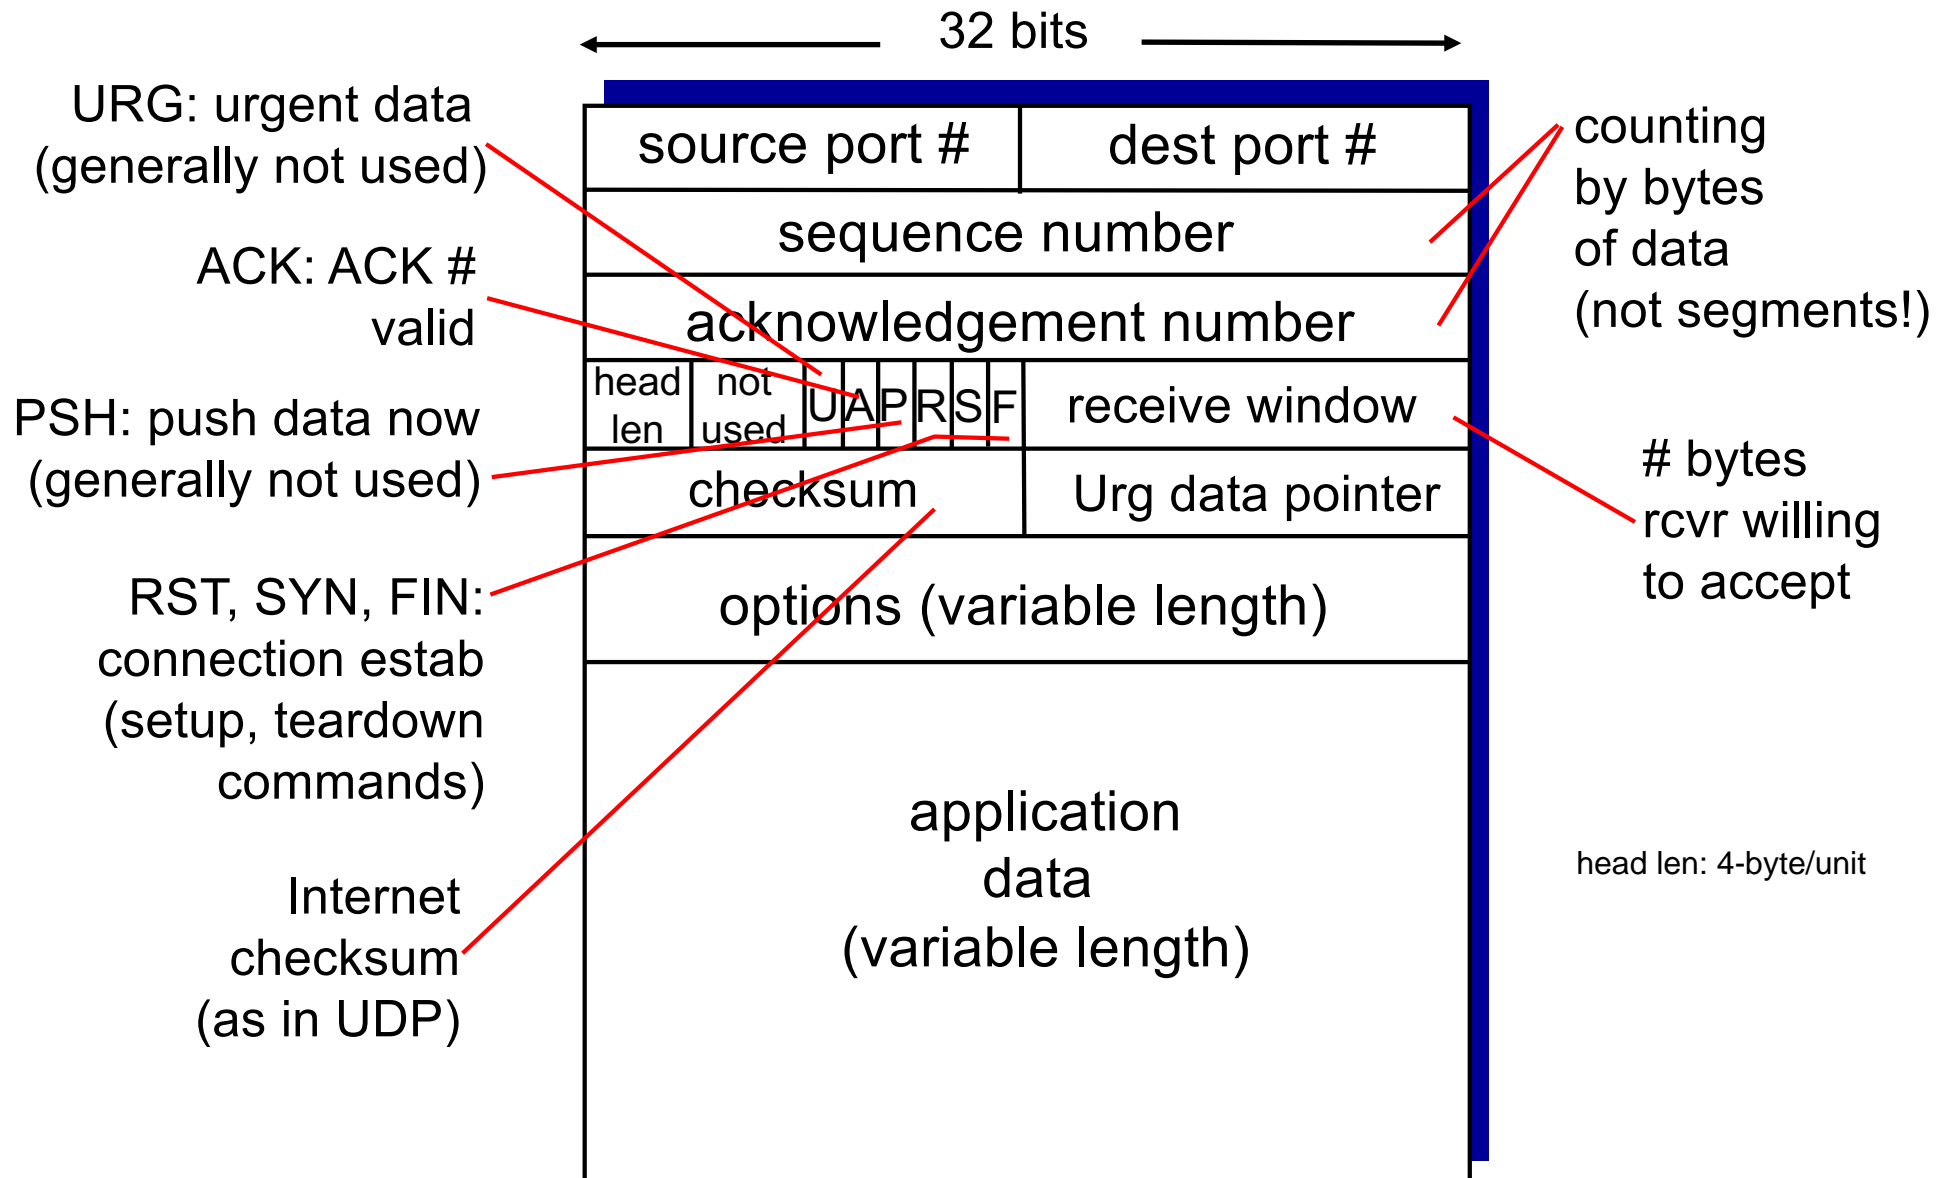 32 bits
URG: urgent data
(generally not used)
ACK: ACK #
valid
PSH: push data now
(generally not used)
RST, SYN, FIN:
connection estab
(setup, teardown
commands)
Internet
checksum
(as in UDP)
source port #
dest port #
sequence number
acknowledgement number
head
len
not
used
U
A
P
R
S
F
receive window
checksum
Urg data pointer
options (variable length)
application
data
(variable length)
counting
by bytes
of data
(not segments!)
# bytes
rcvr willing
to accept
head len: 4-byte/unit